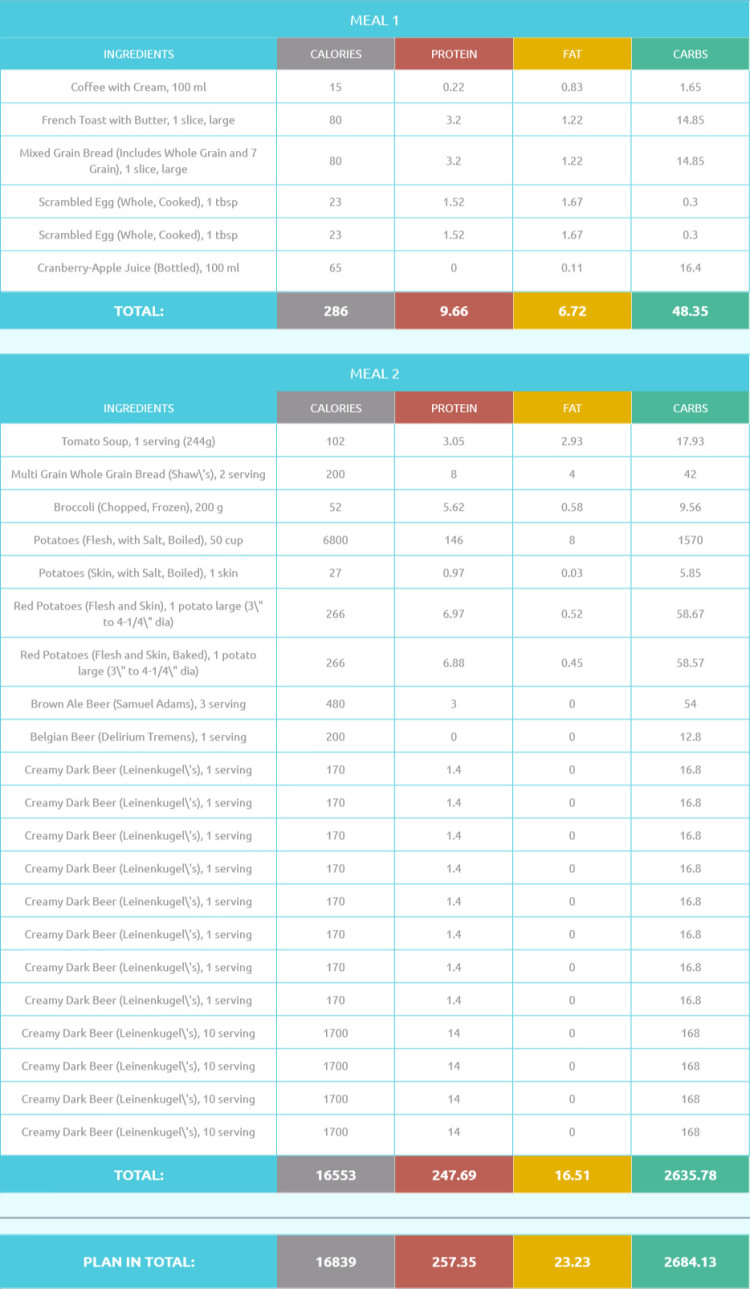 MEAL 1
INGREDIENTS CALORIES PROTEIN FAT CARBS
Coffee with Cream, 100 ml 15 0.22 0.83 1.65
French Toast with Butter, 1 slice, large 80 3.2 1.22 14.85
Mixed Grain Bread (Includes Whole Grain and 7
Grain), 1 slice, large 80 3.2 1.22 14.85
Scrambled Egg (Whole, Cooked), 1 tbsp 23 1.52 1.67 0.3
Scrambled Egg (Whole, Cooked), 1 tbsp 23 1.52 1.67 0.3
Cranberry-Apple Juice (Bottled), 100 ml 65 0 0.11 16.4
TOTAL: 286 9.66 6.72 48.35
MEAL 2
INGREDIENTS CALORIES PROTEIN FAT CARBS
Tomato Soup, 1 serving (244g) 102 3.05 2.93 17.93
Multi Grain Whole Grain Bread (Shaw\'s), 2 serving 200 8 4 42
Broccoli (Chopped, Frozen), 200 g 52 5.62 0.58 9.56
Potatoes (Flesh, with Salt, Boiled), 50 cup 6800 146 8 1570
Potatoes (Skin, with Salt, Boiled), 1 skin 27 0.97 0.03 5.85
Red Potatoes (Flesh and Skin), 1 potato large (3\"
to 4-1/4\" dia) 266 6.97 0.52 58.67
Red Potatoes (Flesh and Skin, Baked), 1 potato
large (3\" to 4-1/4\" dia) 266 6.88 0.45 58.57
Brown Ale Beer (Samuel Adams), 3 serving 480 3 0 54
Belgian Beer (Delirium Tremens), 1 serving 200 0 0 12.8
Creamy Dark Beer (Leinenkugel\'s), 1 serving 170 1.4 0 16.8
Creamy Dark Beer (Leinenkugel\'s), 1 serving 170 1.4 0 16.8
Creamy Dark Beer (Leinenkugel\'s), 1 serving 170 1.4 0 16.8
Creamy Dark Beer (Leinenkugel\'s), 1 serving 170 1.4 0 16.8
Creamy Dark Beer (Leinenkugel\'s), 1 serving 170 1.4 0 16.8
Creamy Dark Beer (Leinenkugel\'s), 1 serving 170 1.4 0 16.8
Creamy Dark Beer (Leinenkugel\'s), 1 serving 170 1.4 0 16.8
Creamy Dark Beer (Leinenkugel\'s), 1 serving 170 1.4 0 16.8
Creamy Dark Beer (Leinenkugel\'s), 10 serving 1700 14 0 168
Creamy Dark Beer (Leinenkugel\'s), 10 serving 1700 14 0 168
Creamy Dark Beer (Leinenkugel\'s), 10 serving 1700 14 0 168
Creamy Dark Beer (Leinenkugel\'s), 10 serving 1700 14 0 168
TOTAL: 16553 247.69 16.51 2635.78
PLAN IN TOTAL: 16839 257.35 23.23 2684.13